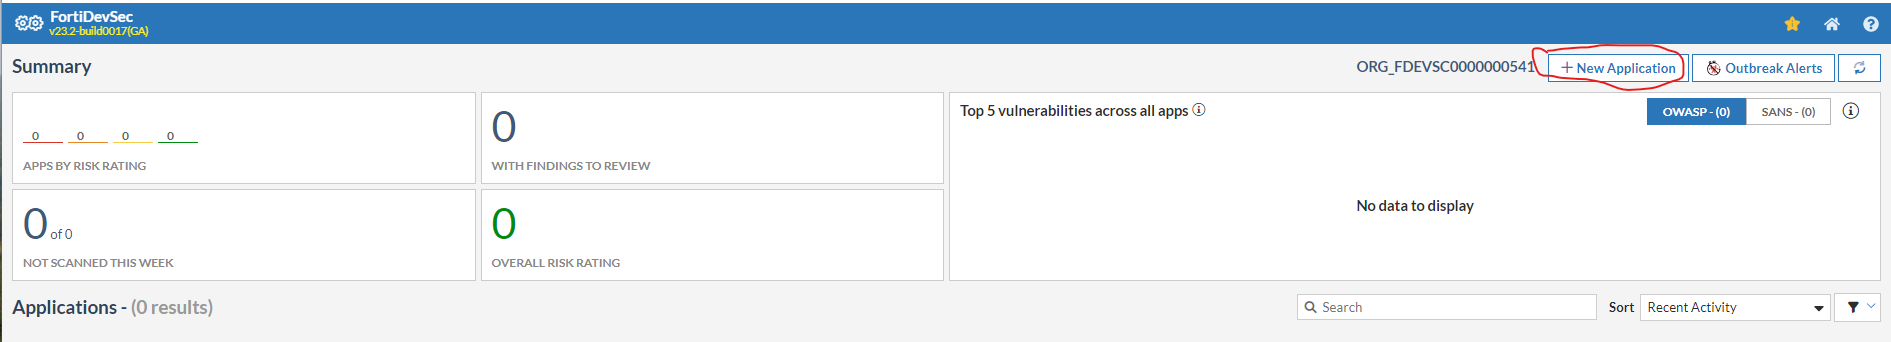 FortiDevSec
v23.2-build0017(GA)
Summary
ORG_FDEVSC0000000541
+ New Application
Outbreak Alerts
0 0 0 0
APPS BY RISK RATING
0
WITH FINDINGS TO REVIEW
Top 5 vulnerabilities across all apps
OWASP - (0)
SANS - (0)
No data to display
0 of 0
NOT SCANNED THIS WEEK
0
OVERALL RISK RATING
Applications - (0 results)
Search
Sort
Recent Activity